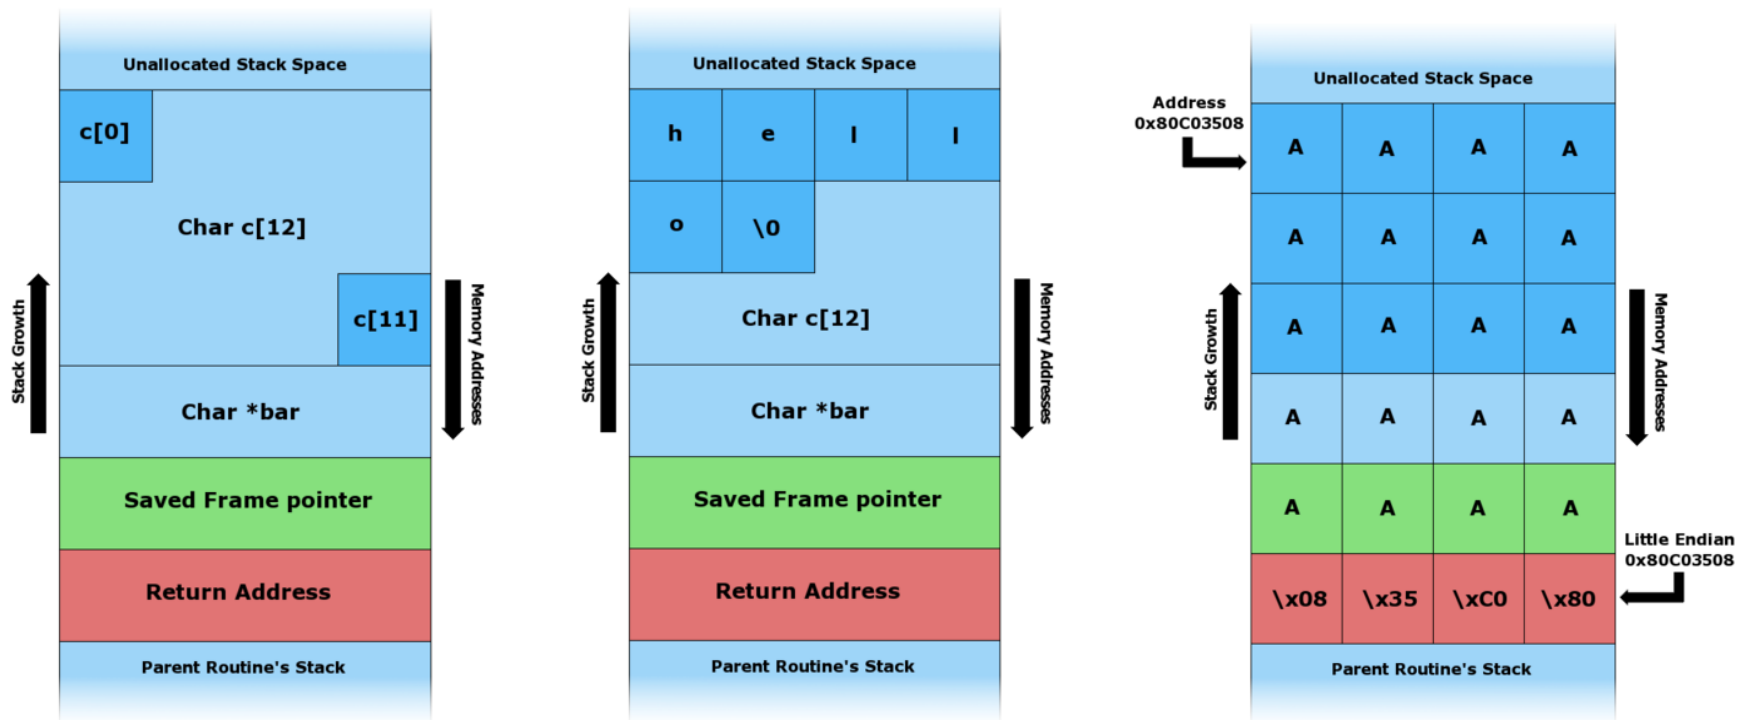 Unallocated Stack Space
c[0]
Char c[12]
c[11]
Char *bar
Saved Frame pointer
Return Address
Parent Routine's Stack
Stack Growth
Memory Addresses
Unallocated Stack Space
h e l l
o \0
Char c[12]
Char *bar
Saved Frame pointer
Return Address
Parent Routine's Stack
Stack Growth
Memory Addresses
Address
0x80C03508
Unallocated Stack Space
A A A A
A A A A
A A A A
A A A A
A A A A
\x08 \x35 \xC0 \x80
Parent Routine's Stack
Stack Growth
Memory Addresses
Little Endian
0x80C03508